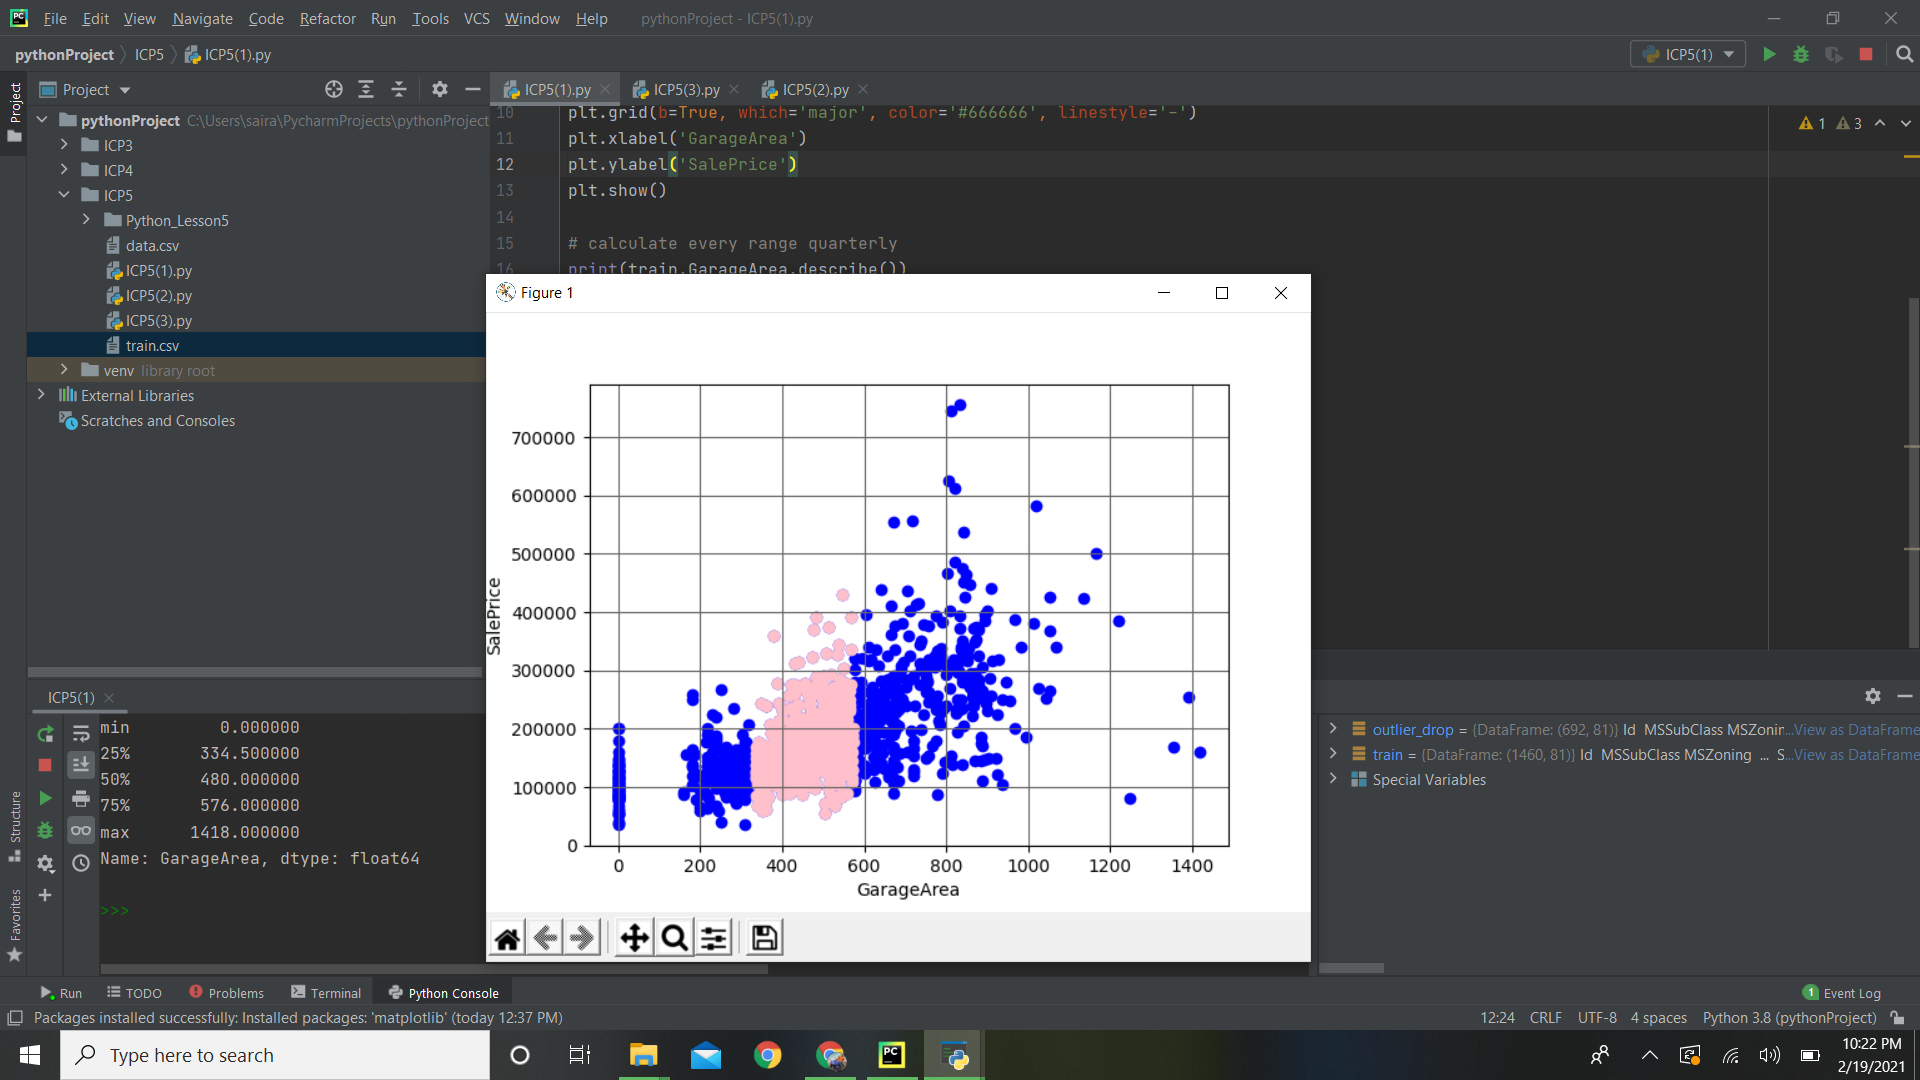 File Edit View Navigate Code Refactor Run Tools VCS Window Help pythonProject - ICP5(1).py
pythonProject ICP5 ICP5(1).py ICP5(1)
Project ICP5(1).py ICP5(3).py ICP5(2).py
Project
pythonProject C:\Users\saira\PycharmProjects\pythonProject
ICP3
ICP4
ICP5
Python_Lesson5
data.csv
ICP5(1).py
ICP5(2).py
ICP5(3).py
train.csv
venv library root
External Libraries
Scratches and Consoles
10 plt.grid(b=True, which='major', color='#666666', linestyle='-')
11 plt.xlabel('GarageArea')
12 plt.ylabel('SalePrice')
13 plt.show()
14
15 # calculate every range quarterly
16 print(train.GarageArea.describe())
1 3
Figure 1
700000
600000
500000
400000
300000
200000
100000
0
SalePrice
0 200 400 600 800 1000 1200 1400
GarageArea
ICP5(1)
min 0.000000
25% 334.500000
50% 480.000000
75% 576.000000
max 1418.000000
Name: GarageArea, dtype: float64
>>>
outlier_drop = {DataFrame: (692, 81)} Id MSSubClass MSZonin...View as DataFrame
train = {DataFrame: (1460, 81)} Id MSSubClass MSZoning ... S...View as DataFrame
Special Variables
Structure
Favorites
Run TODO Problems Terminal Python Console 1 Event Log
Packages installed successfully: Installed packages: 'matplotlib' (today 12:37 PM) 12:24 CRLF UTF-8 4 spaces Python 3.8 (pythonProject)
Type here to search
10:22 PM
2/19/2021